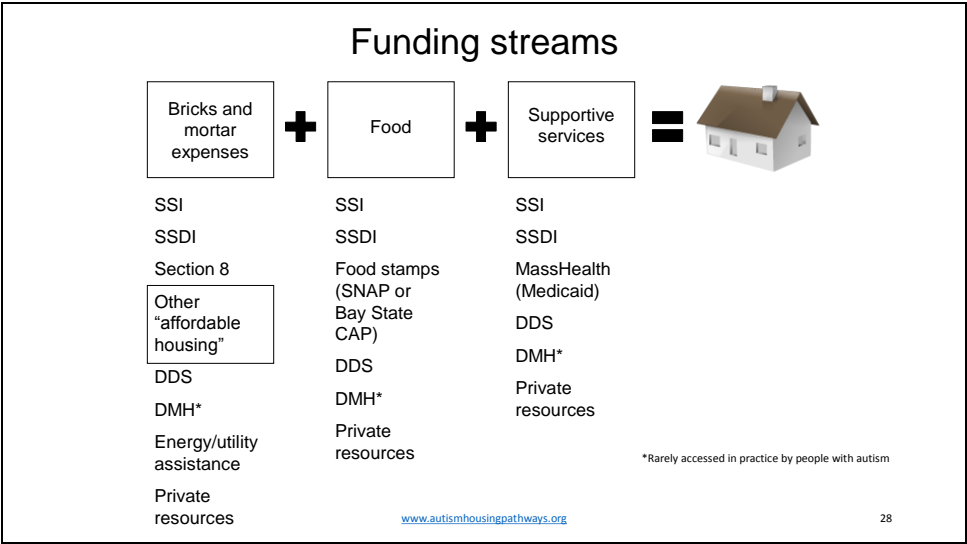 Funding streams
Bricks and
mortar
expenses
Food
Supportive
services
SSI
SSDI
Section 8
Other
“affordable
housing”
DDS
DMH*
Energy/utility
assistance
Private
resources
SSI
SSDI
Food stamps
(SNAP or
Bay State
CAP)
DDS
DMH*
Private
resources
SSI
SSDI
MassHealth
(Medicaid)
DDS
DMH*
Private
resources
*Rarely accessed in practice by people with autism
www.autismhousingpathways.org
28